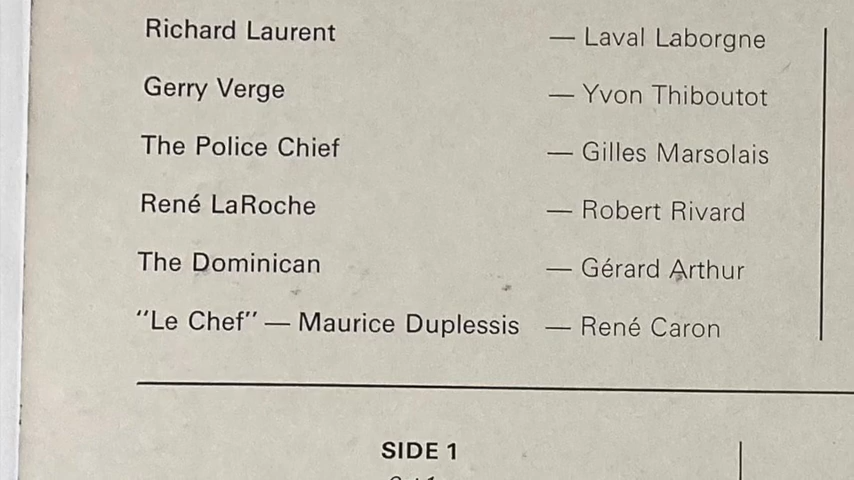 Richard Laurent — Laval Laborgne
Gerry Verge — Yvon Thiboutot
The Police Chief — Gilles Marsolais
René LaRoche — Robert Rivard
The Dominican — Gérard Arthur
"Le Chef" — Maurice Duplessis — René Caron
SIDE 1